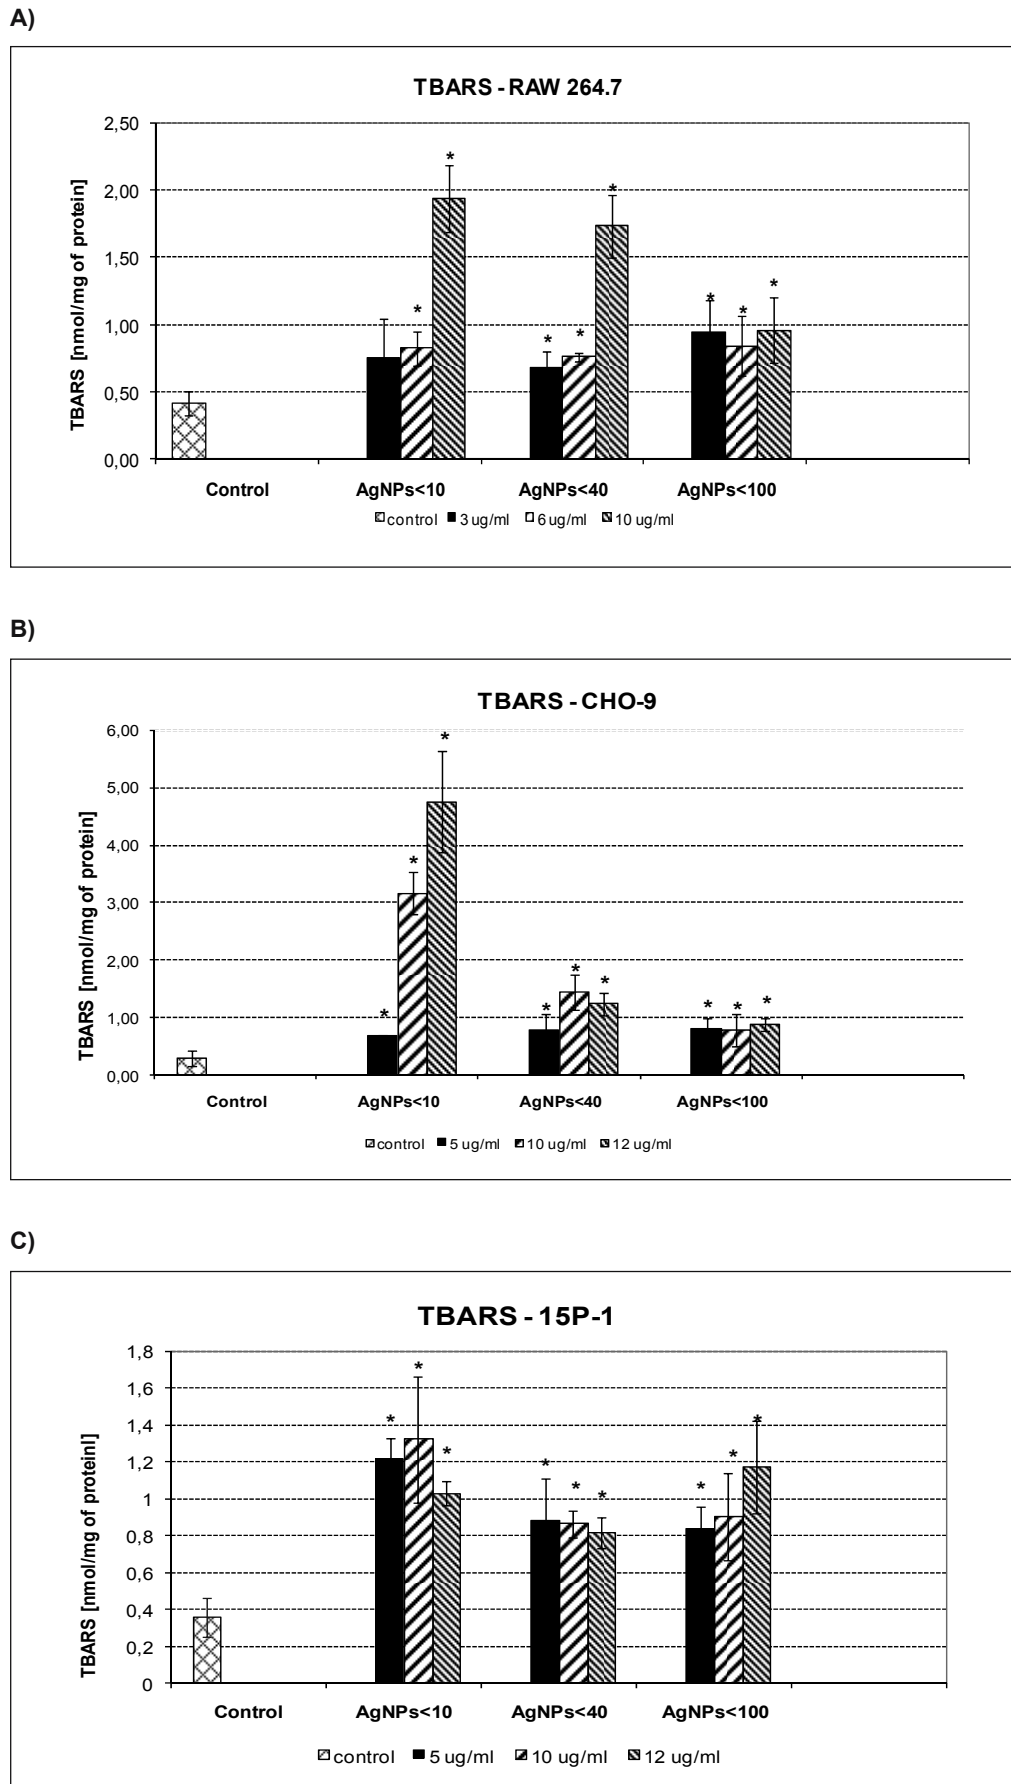 A)
TBARS - RAW 264.7
TBARS [nmol/mg of protein]
2,50
2,00
1,50
1,00
0,50
0,00
* * * * * * * *
Control AgNPs<10 AgNPs<40 AgNPs<100
control 3 ug/ml 6 ug/ml 10 ug/ml
B)
TBARS - CHO-9
TBARS [nmol/mg of protein]
6,00
5,00
4,00
3,00
2,00
1,00
0,00
* * * * * * * * *
Control AgNPs<10 AgNPs<40 AgNPs<100
control 5 ug/ml 10 ug/ml 12 ug/ml
C)
TBARS - 15P-1
TBARS [nmol/mg of proteinl]
1,8
1,6
1,4
1,2
1
0,8
0,6
0,4
0,2
0
* * * * * * * * *
Control AgNPs<10 AgNPs<40 AgNPs<100
control 5 ug/ml 10 ug/ml 12 ug/ml